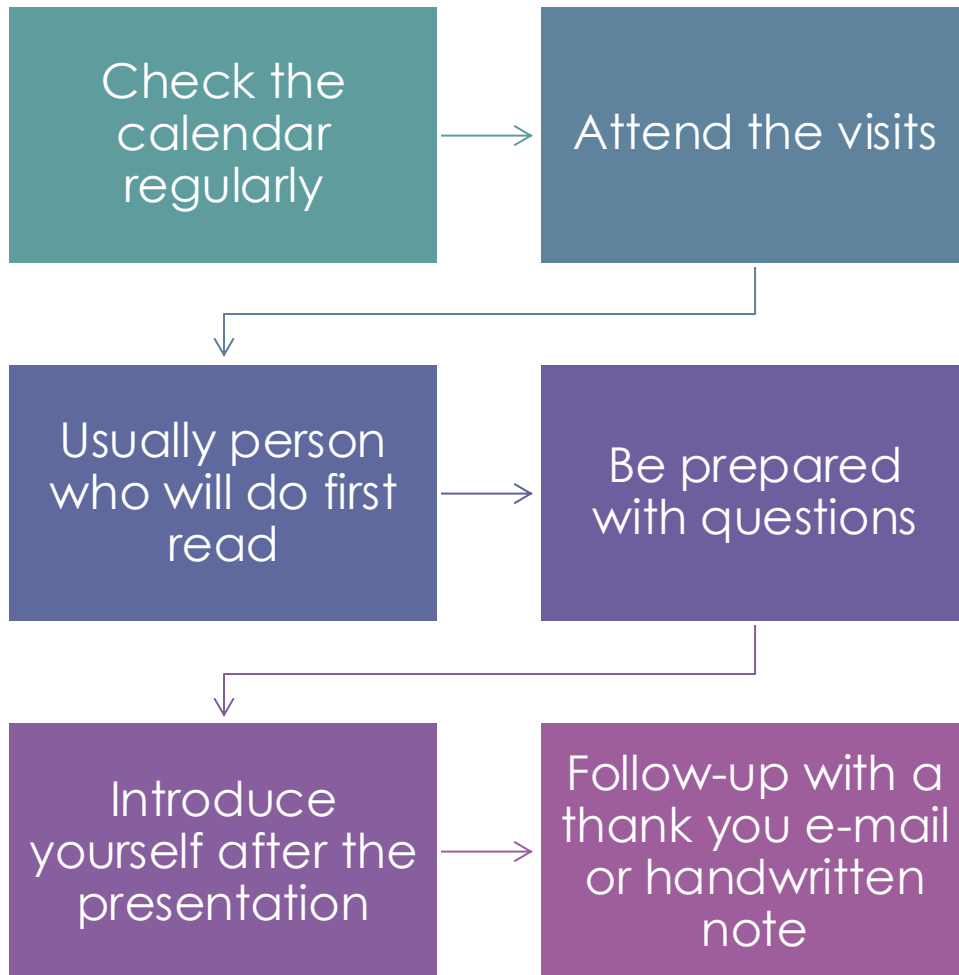 Check the
calendar
regularly
Attend the visits
Usually person
who will do first
read
Be prepared
with questions
Introduce
yourself after the
presentation
Follow-up with a
thank you e-mail
or handwritten
note